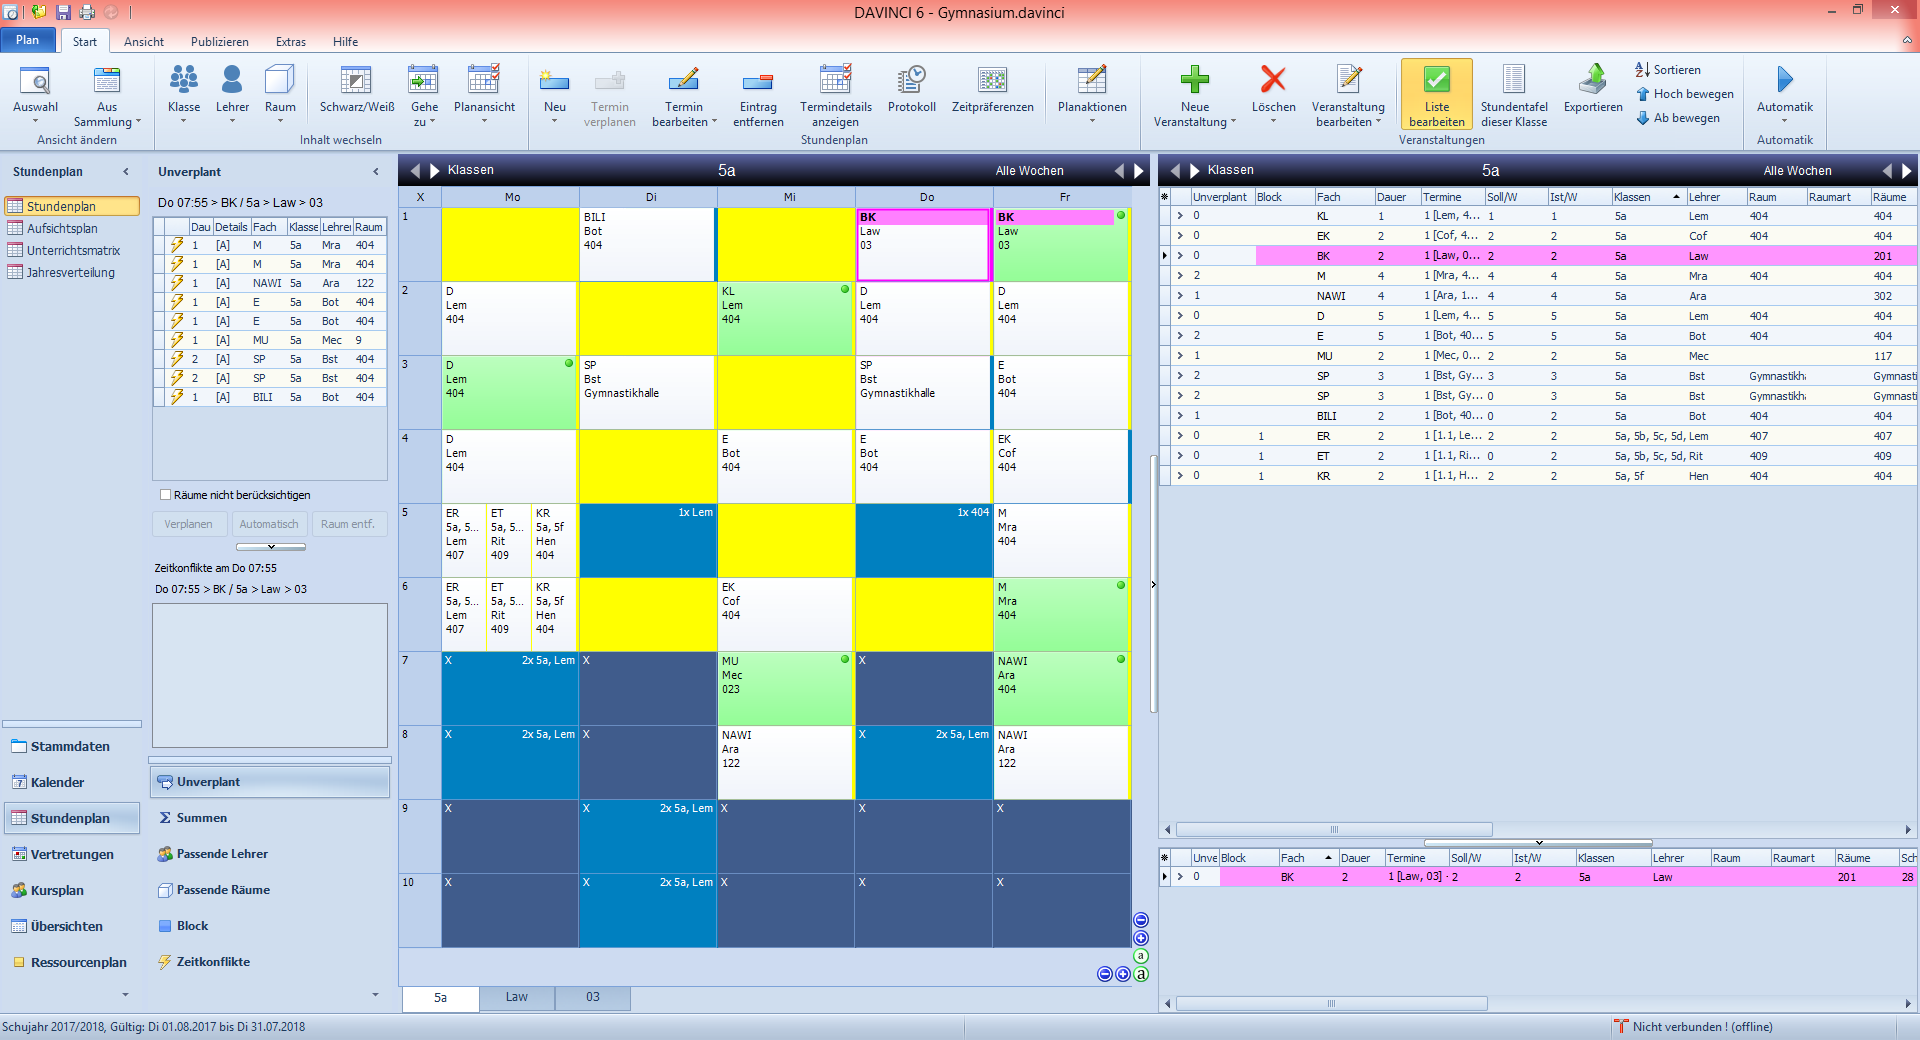 DAVINCI 6 - Gymnasium.davinci
Plan Start Ansicht Publizieren Extras Hilfe
Auswahl
Aus Sammlung
Ansicht ändern
Klasse
Lehrer
Raum
Schwarz/Weiß
Gehe zu
Planansicht
Inhalt wechseln
Neu
Termin verplanen
Termin bearbeiten
Eintrag entfernen
Termindetails anzeigen
Protokoll
Zeitpräferenzen
Planaktionen
Stundenplan
Neue Veranstaltung
Löschen
Veranstaltung bearbeiten
Liste bearbeiten
Stundentafel dieser Klasse
Exportieren
Sortieren
Hoch bewegen
Ab bewegen
Veranstaltungen
Automatik
Automatik
Stundenplan
Stundenplan
Aufsichtsplan
Unterrichtsmatrix
Jahresverteilung
Stammdaten
Kalender
Stundenplan
Vertretungen
Kursplan
Übersichten
Ressourcenplan
Unverplant
Do 07:55 > BK / 5a > Law > 03
Dau Details Fach Klasse Lehrer Raum
1 [A] M 5a Mra 404
1 [A] M 5a Mra 404
1 [A] NAWI 5a Ara 122
1 [A] E 5a Bot 404
1 [A] E 5a Bot 404
1 [A] MU 5a Mec 9
2 [A] SP 5a Bst 404
2 [A] SP 5a Bst 404
1 [A] BILI 5a Bot 404
Räume nicht berücksichtigen
Verplanen Automatisch Raum entf.
Zeitkonflikte am Do 07:55
Do 07:55 > BK / 5a > Law > 03
Unverplant
Summen
Passende Lehrer
Passende Räume
Block
Zeitkonflikte
Klassen 5a Alle Wochen
X Mo Di Mi Do Fr
1 BILI BK BK
Bot Law Law
404 03 03
2 D KL D D
Lem Lem Lem Lem
404 404 404 404
3 D SP SP E
Lem Bst Bst Bot
404 Gymnastikhalle Gymnastikhalle 404
4 D E E EK
Lem Bot Bot Cof
404 404 404 404
5 ER ET KR 1x Lem 1x 404 M
5a, 5... 5a, 5... 5a, 5f Mra
Lem Rit Hen 404
407 409 404
6 ER ET KR EK M
5a, 5... 5a, 5... 5a, 5f Cof Mra
Lem Rit Hen 404 404
407 409 404
7 X 2x 5a, Lem X MU X NAWI
Mec Ara
023 404
8 X 2x 5a, Lem X NAWI X 2x 5a, Lem NAWI
Ara Ara
122 122
9 X X 2x 5a, Lem X X X
10 X X 2x 5a, Lem X X X
a
a
5a Law 03
Klassen 5a Alle Wochen
Unverplant Block Fach Dauer Termine Soll/W Ist/W Klassen Lehrer Raum Raumart Räume
0 KL 1 1 [Lem, 4... 1 1 5a Lem 404 404
0 EK 2 1 [Cof, 4... 2 2 5a Cof 404 404
0 BK 2 1 [Law, 0... 2 2 5a Law 201
2 M 4 1 [Mra, 4... 4 4 5a Mra 404 404
1 NAWI 4 1 [Ara, 1... 4 4 5a Ara 302
0 D 5 1 [Lem, 4... 5 5 5a Lem 404 404
2 E 5 1 [Bot, 40... 5 5 5a Bot 404 404
1 MU 2 1 [Mec, 0... 2 2 5a Mec 117
2 SP 3 1 [Bst, Gy... 3 3 5a Bst Gymnastikha Gymnasti
2 SP 3 1 [Bst, Gy... 0 3 5a Bst Gymnastikha Gymnasti
1 BILI 2 1 [Bot, 40... 0 2 5a Bot 404 404
0 1 ER 2 1 [1.1, Le... 2 2 5a, 5b, 5c, 5d, Lem 407 407
0 1 ET 2 1 [1.1, Ri... 0 2 5a, 5b, 5c, 5d, Rit 409 409
0 1 KR 2 1 [1.1, H... 2 2 5a, 5f Hen 404 404
Unve Block Fach Dauer Termine Soll/W Ist/W Klassen Lehrer Raum Raumart Räume Sch
0 BK 2 1 [Law, 03] · 2 2 5a Law 201 28
Schujahr 2017/2018, Gültig: Di 01.08.2017 bis Di 31.07.2018
Nicht verbunden ! (offline)